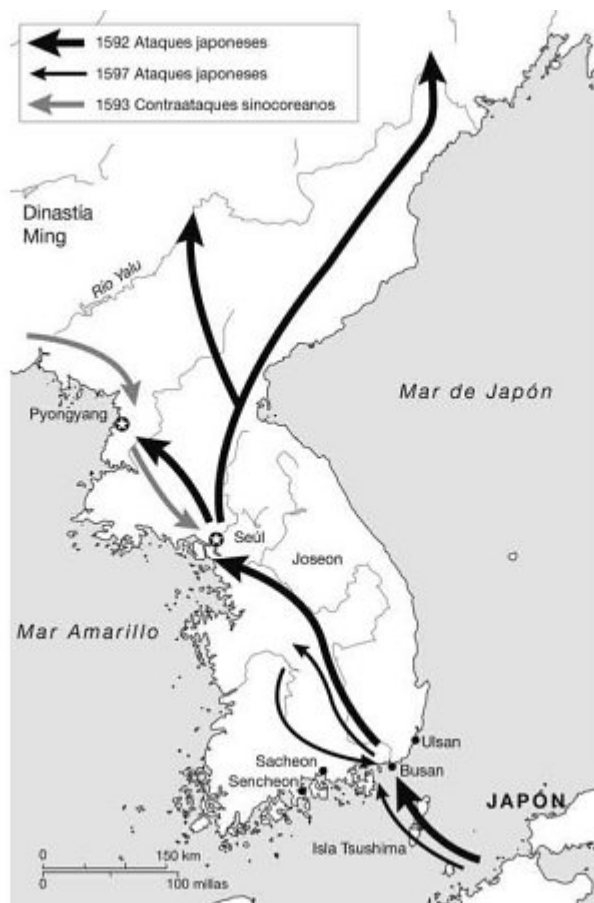 1592 Ataques japoneses
1597 Ataques japoneses
1593 Contraataques sinocoreanos
Dinastía
Ming
Río Yalu
Pyongyang
Mar de Japón
Seúl
Joseon
Mar Amarillo
Ulsan
Sacheon
Busan
Sencheon
JAPÓN
Isla Tsushima
0 150 km
0 100 millas